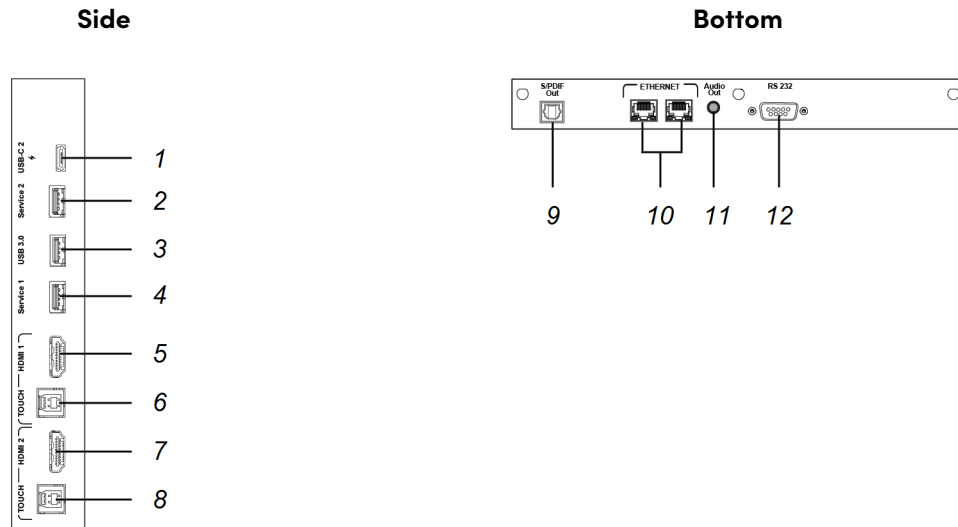 Side
Bottom
USB-C 2
Service 2
USB 3.0
Service 1
HDMI 1
TOUCH
HDMI 2
TOUCH
1
2
3
4
5
6
7
8
S/PDIF
Out
ETHERNET
Audio
Out
RS 232
9
10
11
12